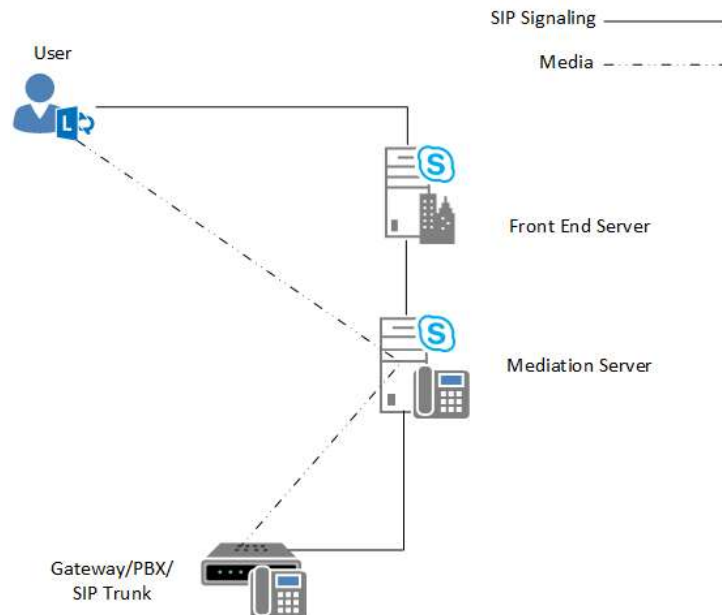 SIP Signaling
Media
User
L
S
Front End Server
S
Mediation Server
Gateway/PBX/
SIP Trunk